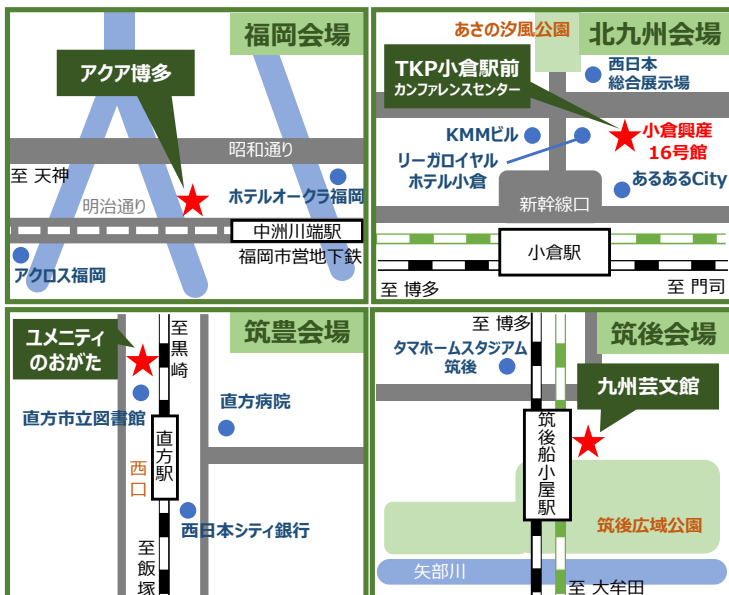 福岡会場
アクア博多
昭和通り
至 天神
明治通り
ホテルオークラ福岡
中洲川端駅
福岡市営地下鉄
アクロス福岡
北九州会場
あさの汐風公園
TKP小倉駅前
カンファレンスセンター
西日本
総合展示場
KMMビル
リーガロイヤル
ホテル小倉
小倉興産
16号館
あるあるCity
新幹線口
小倉駅
至 博多
至 門司
筑豊会場
ユメニティ
のおがた
至黒崎
直方市立図書館
直方病院
直方駅
西口
西日本シティ銀行
至飯塚
筑後会場
至 博多
タマホームスタジアム
筑後
九州芸文館
筑後船小屋駅
筑後広域公園
矢部川
至 大牟田